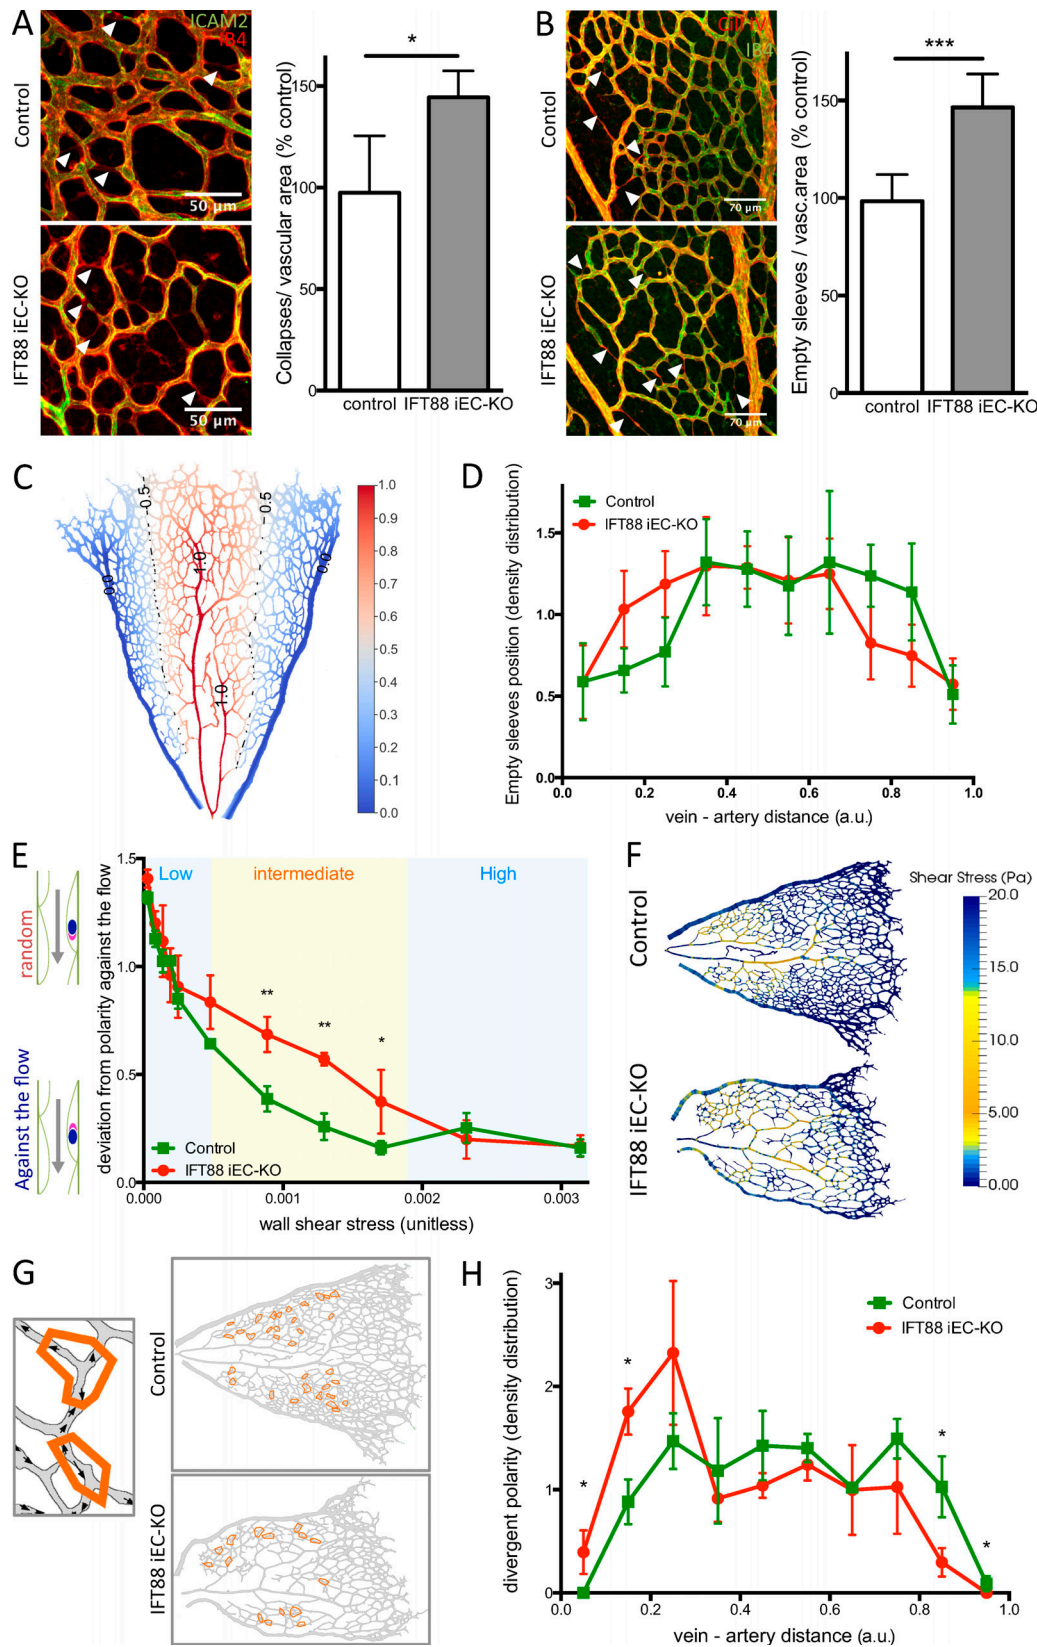 A
ICAM2
IB4
Control
50 µm
IFT88 iEC-KO
50 µm
Collapses/ vascular area (% control)
150
100
50
0
*
control
IFT88 iEC-KO
B
IB4
Control
70 µm
IFT88 iEC-KO
70 µm
Empty sleeves / vasc.area (% control)
150
100
50
0
***
control
IFT88 iEC-KO
C
0.5
0.5
1.0
0.0
0.0
1.0
1.0
0.9
0.8
0.7
0.6
0.5
0.4
0.3
0.2
0.1
0.0
D
Control
IFT88 iEC-KO
Empty sleeves position (density distribution)
1.5
1.0
0.5
0.0
0.0 0.2 0.4 0.6 0.8 1.0
vein - artery distance (a.u.)
E
random
Against the flow
deviation from polarity against the flow
1.5
1.0
0.5
0.0
Low
intermediate
High
**
**
*
Control
IFT88 iEC-KO
0.000 0.001 0.002 0.003
wall shear stress (unitless)
F
Control
IFT88 iEC-KO
Shear Stress (Pa)
20.0
15.0
10.0
5.00
0.00
G
Control
IFT88 iEC-KO
H
Control
IFT88 iEC-KO
divergent polarity (density distribution)
3
2
1
0
*
*
*
*
0.0 0.2 0.4 0.6 0.8 1.0
vein - artery distance (a.u.)